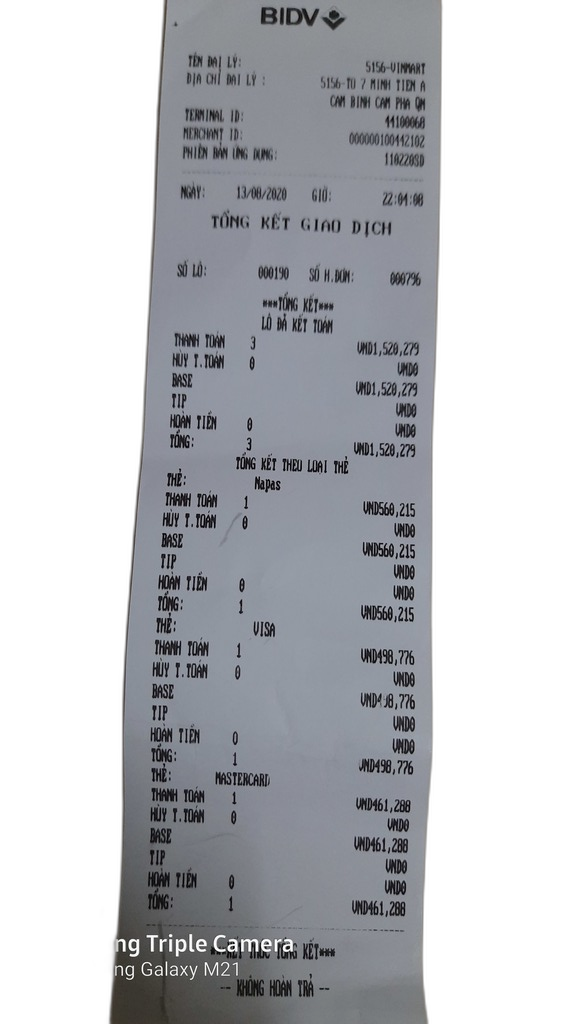 BIDV
TÊN ĐẠI LÝ: 5156-VINMART
ĐỊA CHỈ ĐẠI LÝ : 5156-TỔ 7 MINH TIEN A
CAM BINH CAM PHA QN
TERMINAL ID: 44100068
MERCHANT ID: 000000100442102
PHIÊN BẢN ỨNG DỤNG: 110220SD
NGÀY: 13/08/2020 GIỜ: 22:04:08
TỔNG KẾT GIAO DỊCH
SỐ LÔ: 000190 SỐ H.ĐƠN: 000796
***TỔNG KẾT***
LÔ ĐÃ KẾT TOÁN
THANH TOÁN 3 VND1,520,279
HỦY T.TOÁN 0 VND0
BASE VND1,520,279
TIP VND0
HOÀN TIỀN 0 VND0
TỔNG: 3 VND1,520,279
TỔNG KẾT THEO LOẠI THẺ
THẺ: Napas
THANH TOÁN 1 VND560,215
HỦY T.TOÁN 0 VND0
BASE VND560,215
TIP VND0
HOÀN TIỀN 0 VND0
TỔNG: 1 VND560,215
THẺ: VISA
THANH TOÁN 1 VND498,776
HỦY T.TOÁN 0 VND0
BASE VND498,776
TIP VND0
HOÀN TIỀN 0 VND0
TỔNG: 1 VND498,776
THẺ: MASTERCARD
THANH TOÁN 1 VND461,288
HỦY T.TOÁN 0 VND0
BASE VND461,288
TIP VND0
HOÀN TIỀN 0 VND0
TỔNG: 1 VND461,288
***KẾT THÚC TỔNG KẾT***
ng Triple Camera
ng Galaxy M21
-- KHÔNG HOÀN TRẢ --